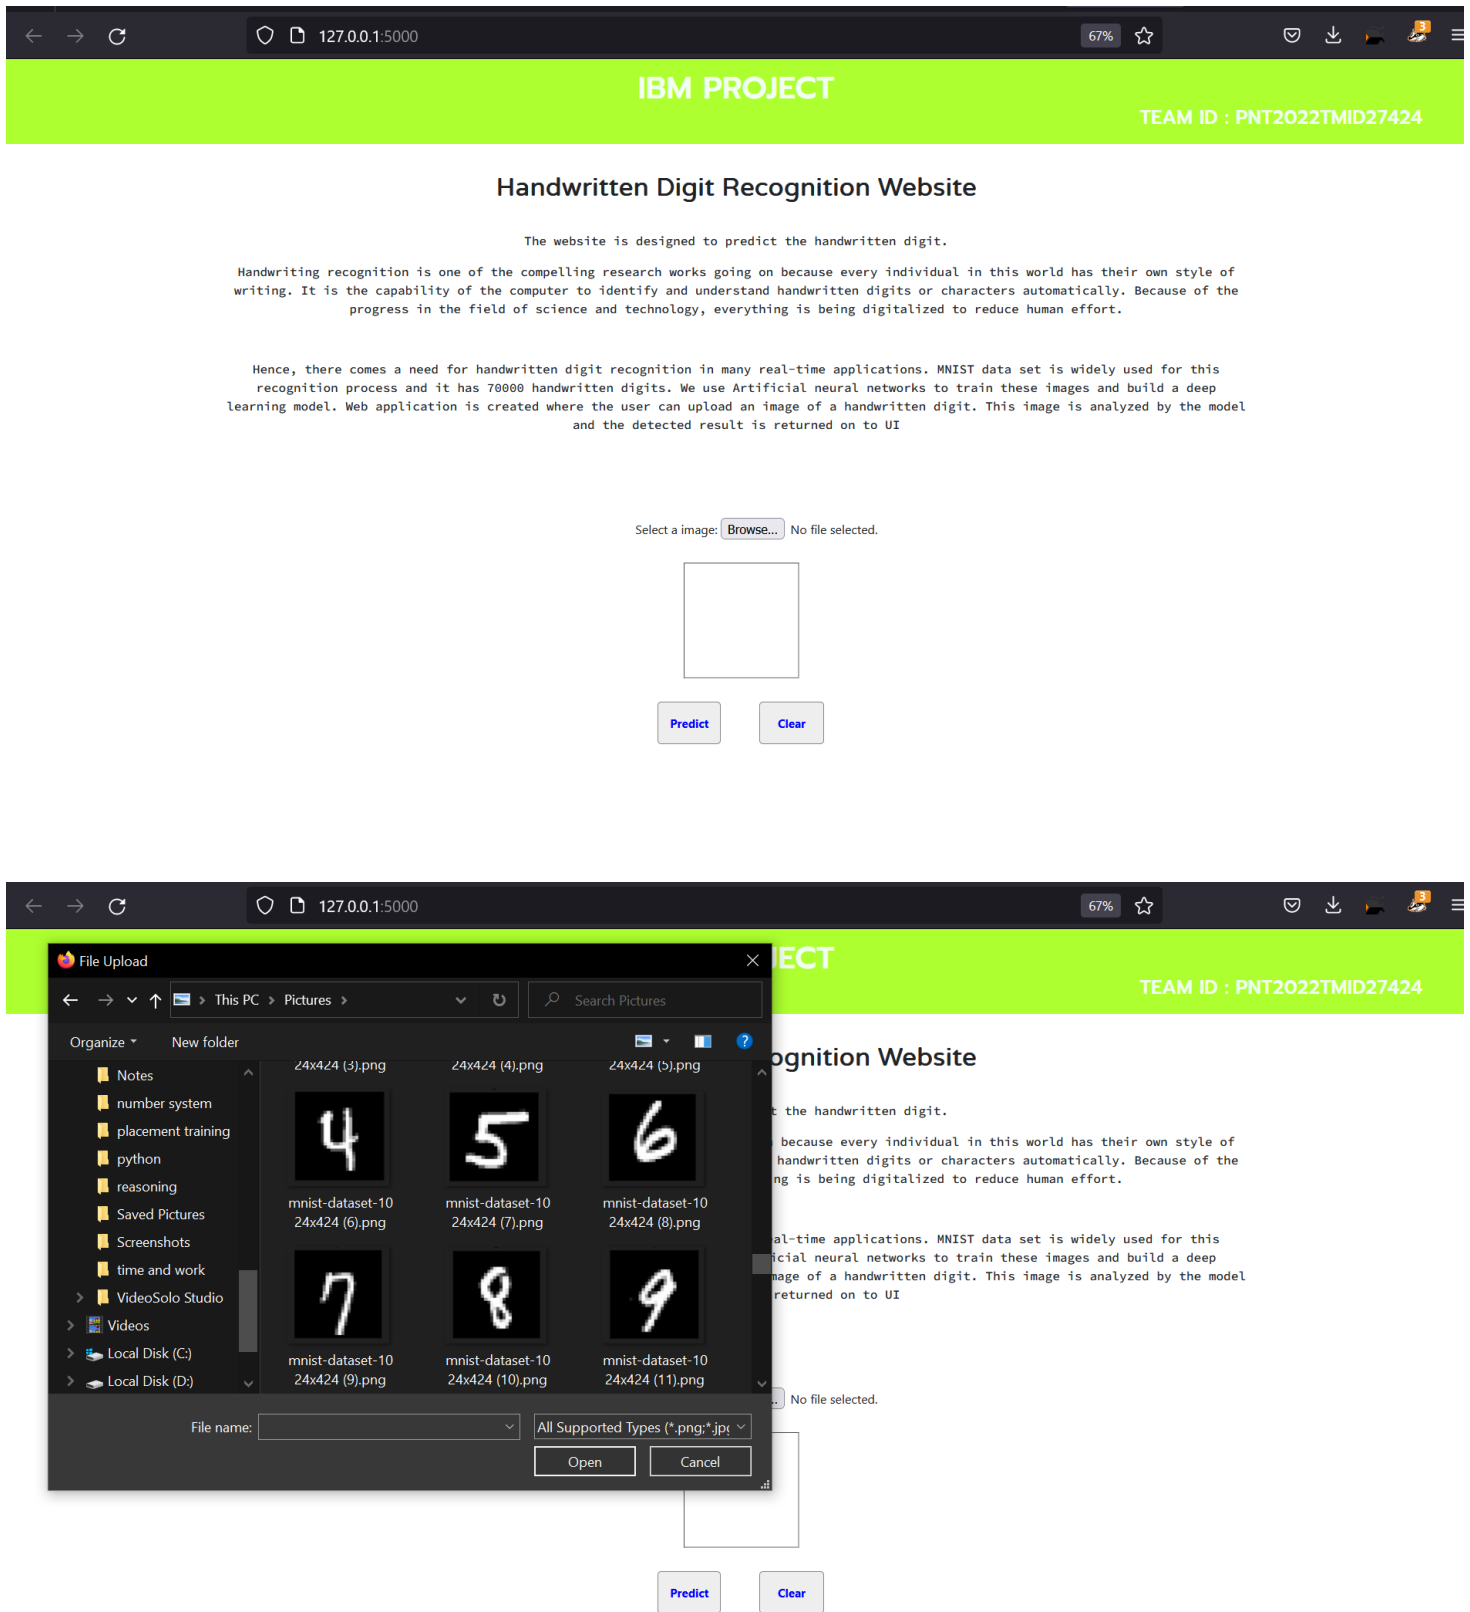 127.0.0.1:5000
67%
3
IBM PROJECT
TEAM ID : PNT2022TMID27424
Handwritten Digit Recognition Website
The website is designed to predict the handwritten digit.
Handwriting recognition is one of the compelling research works going on because every individual in this world has their own style of
writing. It is the capability of the computer to identify and understand handwritten digits or characters automatically. Because of the
progress in the field of science and technology, everything is being digitalized to reduce human effort.
Hence, there comes a need for handwritten digit recognition in many real-time applications. MNIST data set is widely used for this
recognition process and it has 70000 handwritten digits. We use Artificial neural networks to train these images and build a deep
learning model. Web application is created where the user can upload an image of a handwritten digit. This image is analyzed by the model
and the detected result is returned on to UI
Select a image: Browse... No file selected.
Predict Clear
127.0.0.1:5000
67%
3
JECT
TEAM ID : PNT2022TMID27424
File Upload
This PC > Pictures >
Search Pictures
Organize New folder
?
Notes
number system
placement training
python
reasoning
Saved Pictures
Screenshots
time and work
VideoSolo Studio
Videos
Local Disk (C:)
Local Disk (D:)
24x424 (3).png 24x424 (4).png 24x424 (5).png
4 5 6
mnist-dataset-10 mnist-dataset-10 mnist-dataset-10
24x424 (6).png 24x424 (7).png 24x424 (8).png
7 8 9
mnist-dataset-10 mnist-dataset-10 mnist-dataset-10
24x424 (9).png 24x424 (10).png 24x424 (11).png
File name:
All Supported Types (*.png;*.jp
Open Cancel
ognition Website
t the handwritten digit.
because every individual in this world has their own style of
handwritten digits or characters automatically. Because of the
ng is being digitalized to reduce human effort.
al-time applications. MNIST data set is widely used for this
icial neural networks to train these images and build a deep
mage of a handwritten digit. This image is analyzed by the model
returned on to UI
.. No file selected.
Predict Clear